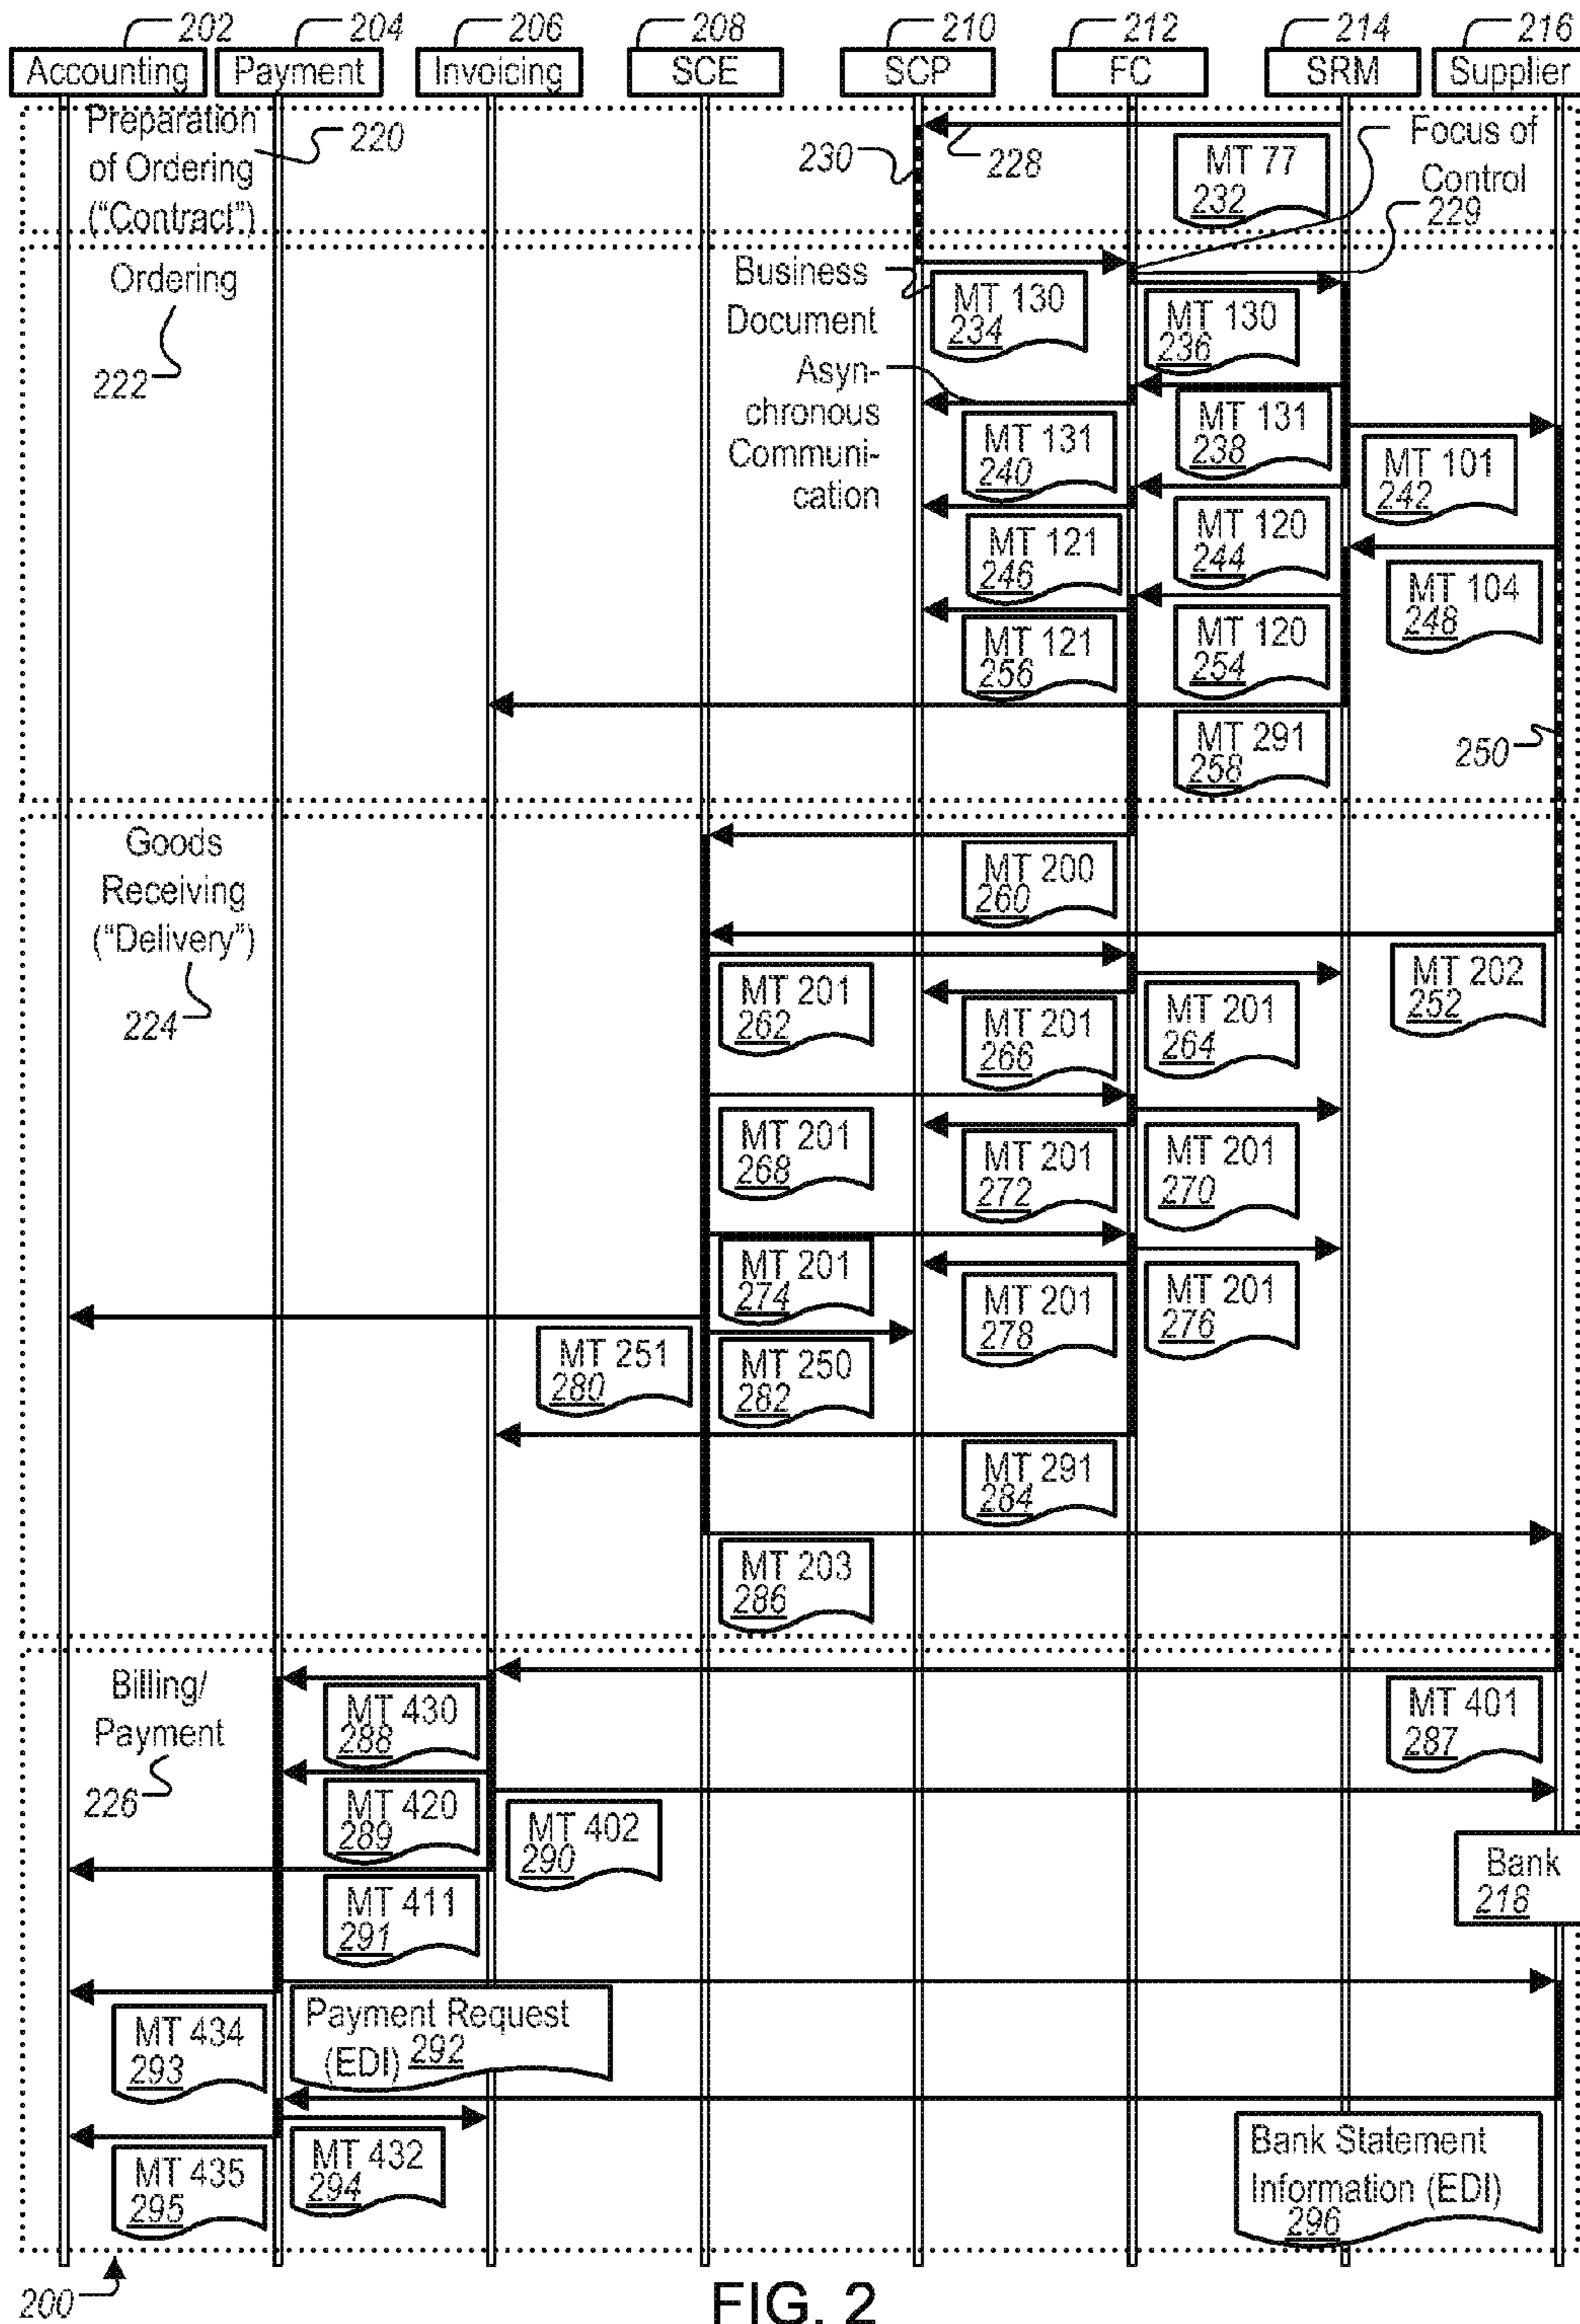 202 204 206 208 210 212 214 216
Accounting Payment Invoicing SCE SCP FC SRM Supplier
Preparation
of Ordering
("Contract")
220
230
228
MT 77
232
Focus of
Control
229
Ordering
222
Business
Document
MT 130
234
MT 130
236
Asyn-
chronous
Communi-
cation
MT 131
240
MT 131
238
MT 101
242
MT 121
246
MT 120
244
MT 104
248
MT 121
256
MT 120
254
MT 291
258
250
Goods
Receiving
("Delivery")
224
MT 200
260
MT 202
252
MT 201
262
MT 201
266
MT 201
264
MT 201
268
MT 201
272
MT 201
270
MT 201
274
MT 201
278
MT 201
276
MT 251
280
MT 250
282
MT 291
284
MT 203
286
Billing/
Payment
226
MT 430
288
MT 401
287
MT 420
289
MT 402
290
Bank
218
MT 411
291
MT 434
293
Payment Request
(EDI) 292
MT 435
295
MT 432
294
Bank Statement
Information (EDI)
296
200
FIG. 2